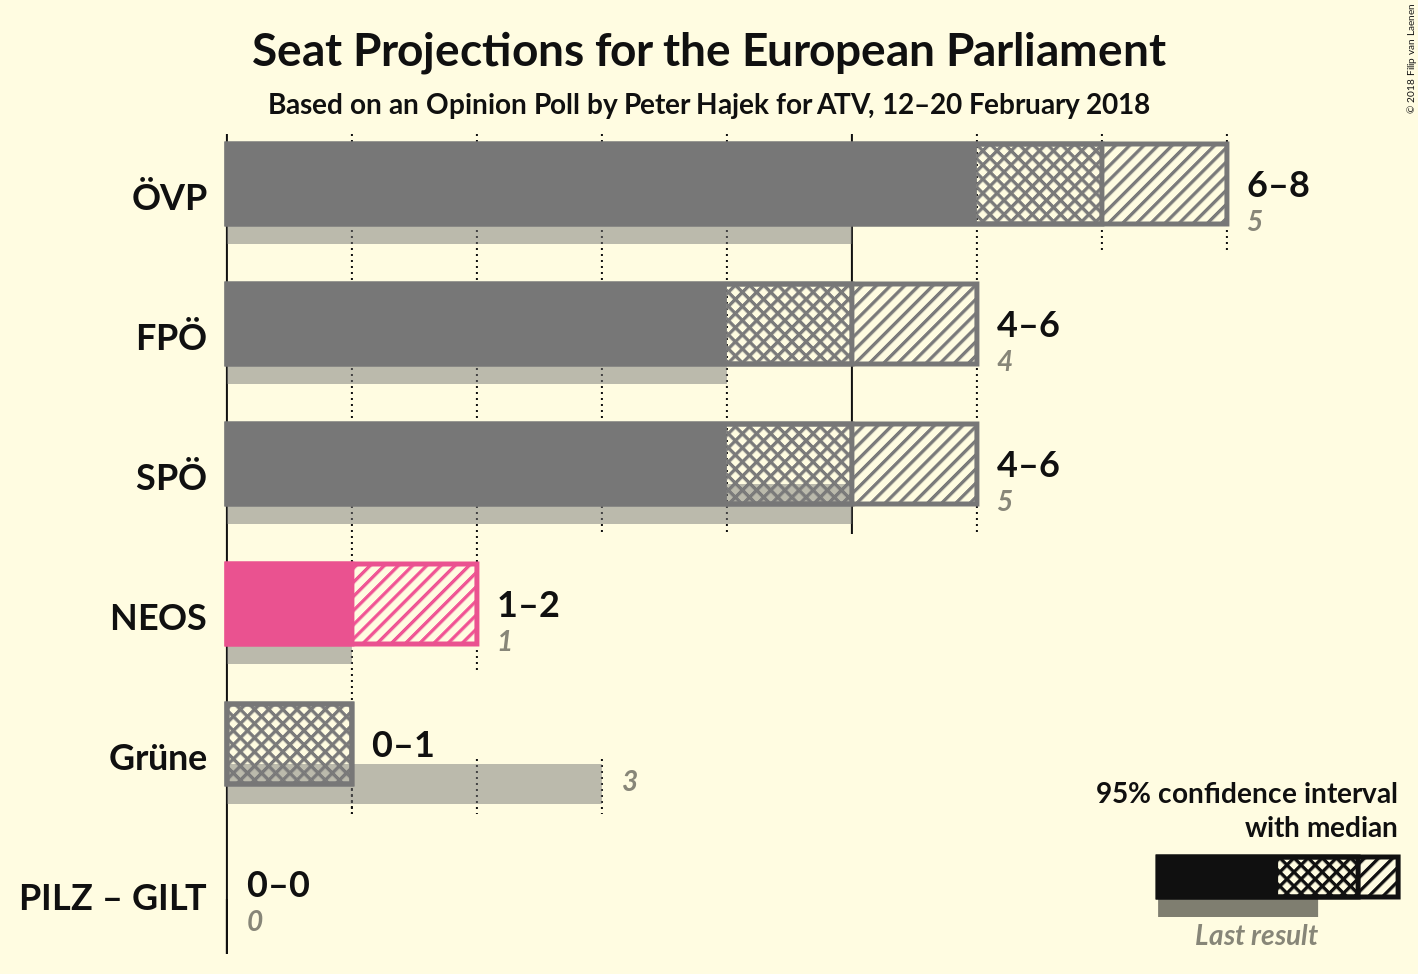 Seat Projections for the European Parliament
Based on an Opinion Poll by Peter Hajek for ATV, 12–20 February 2018
© 2018 Filip van Laenen
ÖVP
6–8
5
FPÖ
4–6
4
SPÖ
4–6
5
NEOS
1–2
1
Grüne
0–1
3
PILZ – GILT
0–0
0
95% confidence interval
with median
Last result